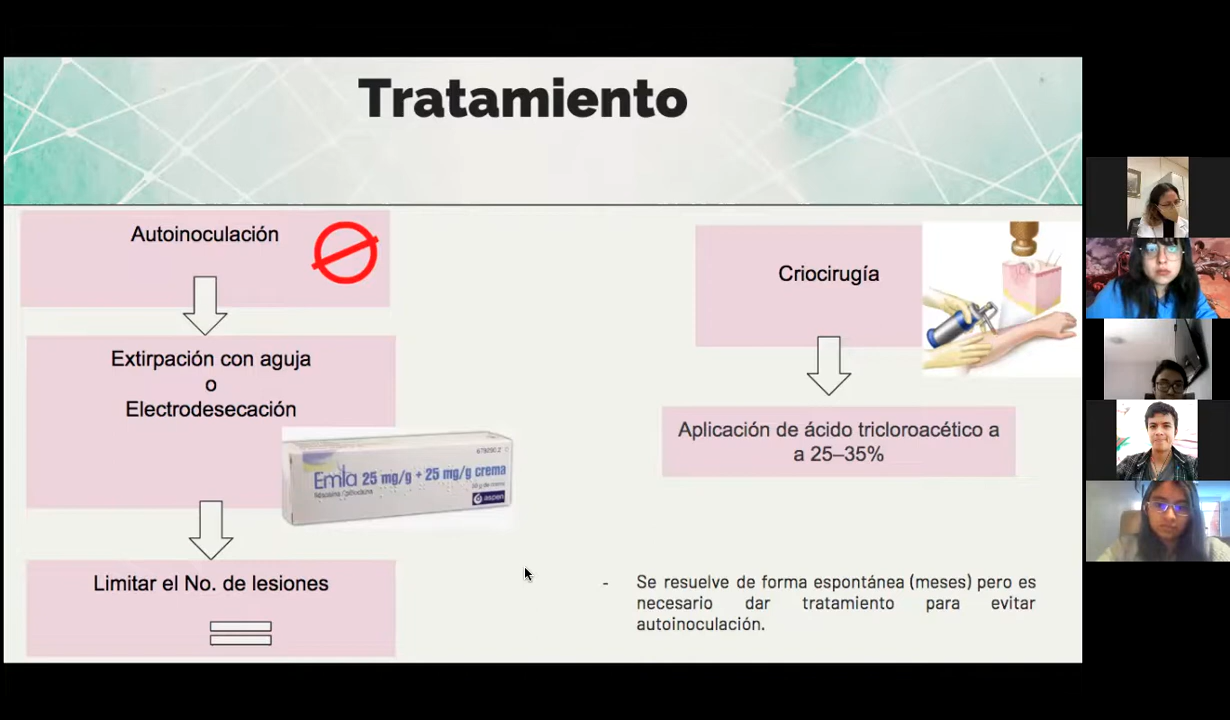 Tratamiento
Autoinoculación
Extirpación con aguja
o
Electrodesecación
Emla 25 mg/g + 25 mg/g crema
aspen
Limitar el No. de lesiones
Criocirugía
Aplicación de ácido tricloroacético a
a 25–35%
- Se resuelve de forma espontánea (meses) pero es
necesario dar tratamiento para evitar
autoinoculación.